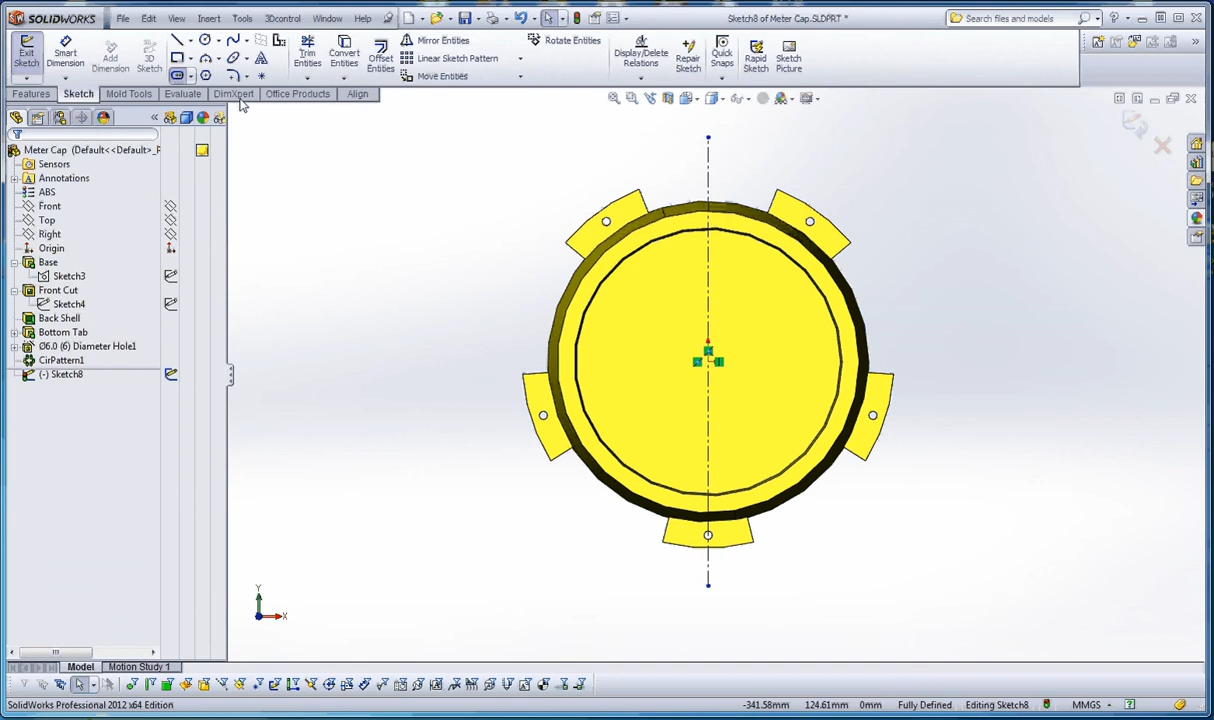 SOLIDWORKS File Edit View Insert Tools 3Dcontrol Window Help Sketch8 of Meter Cap.SLDPRT * Search files and models
Exit Sketch Smart Dimension Add Dimension 3D Sketch Trim Entities Convert Entities Offset Entities Mirror Entities Rotate Entities Display/Delete Relations Repair Sketch Quick Snaps Rapid Sketch Sketch Picture
Linear Sketch Pattern
Move Entities
Features Sketch Mold Tools Evaluate DimXpert Office Products Align
Meter Cap (Default<<Default>_F
Sensors
Annotations
ABS
Front
Top
Right
Origin
Base
Sketch3
Front Cut
Sketch4
Back Shell
Bottom Tab
Ø6.0 (6) Diameter Hole1
CirPattern1
(-) Sketch8
Y
X
Model Motion Study 1
SolidWorks Professional 2012 x64 Edition -341.58mm 124.61mm 0mm Fully Defined Editing Sketch8 MMGS